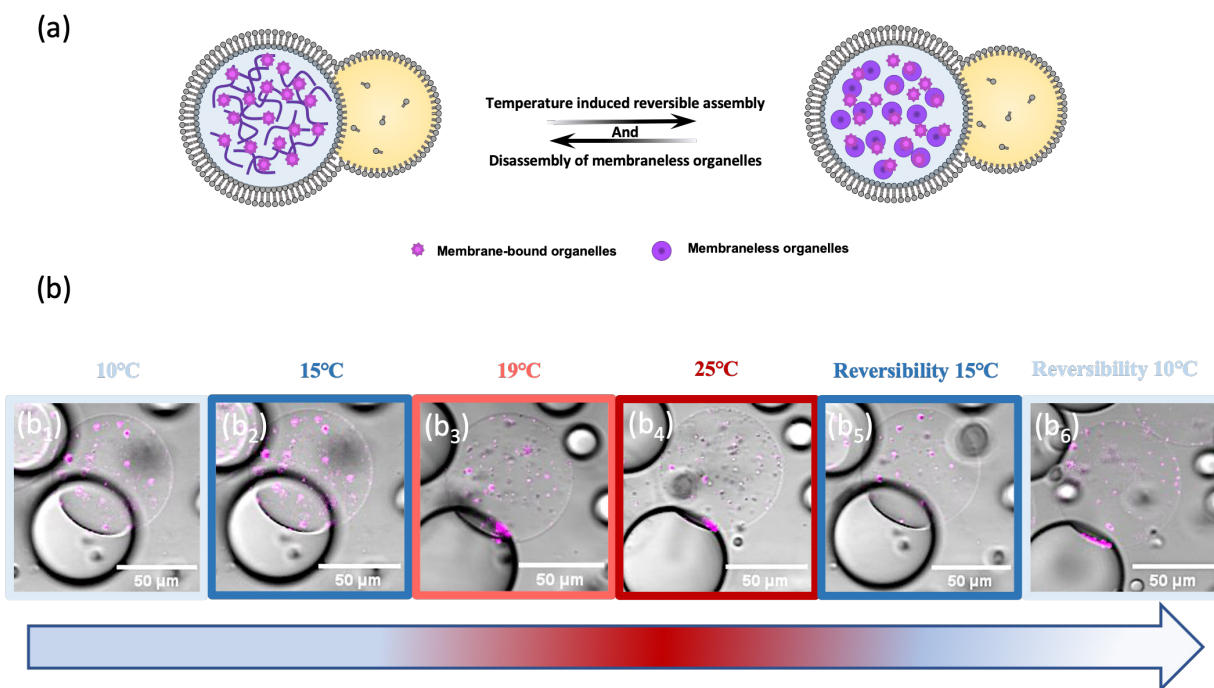 (a)
Temperature induced reversible assembly
And
Disassembly of membraneless organelles
Membrane-bound organelles
Membraneless organelles
(b)
10℃
15℃
19℃
25℃
Reversibility 15℃
Reversibility 10℃
(b1)
(b2)
(b3)
(b4)
(b5)
(b6)
50 µm
50 µm
50 µm
50 µm
50 µm
50 µm